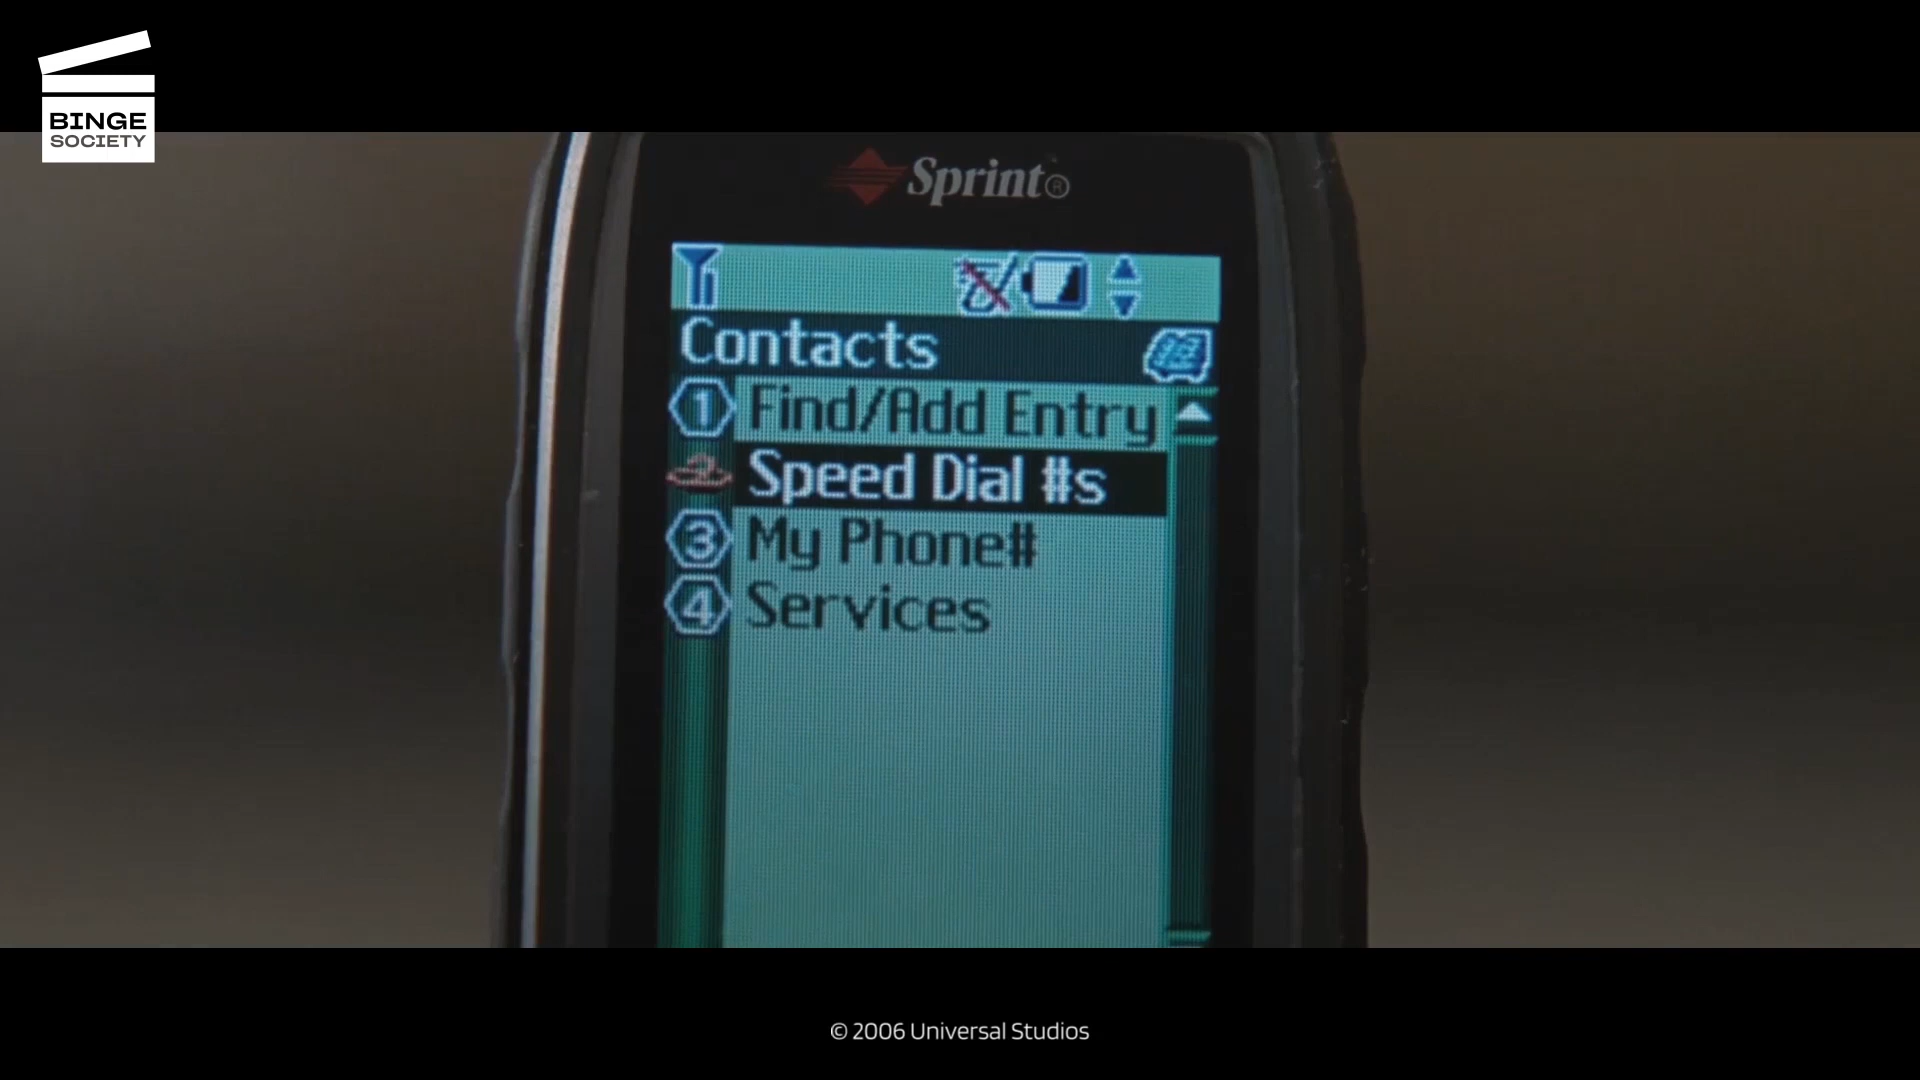 BINGE
SOCIETY
Sprint®
Contacts
1 Find/Add Entry
Speed Dial #s
3 My Phone#
4 Services
© 2006 Universal Studios